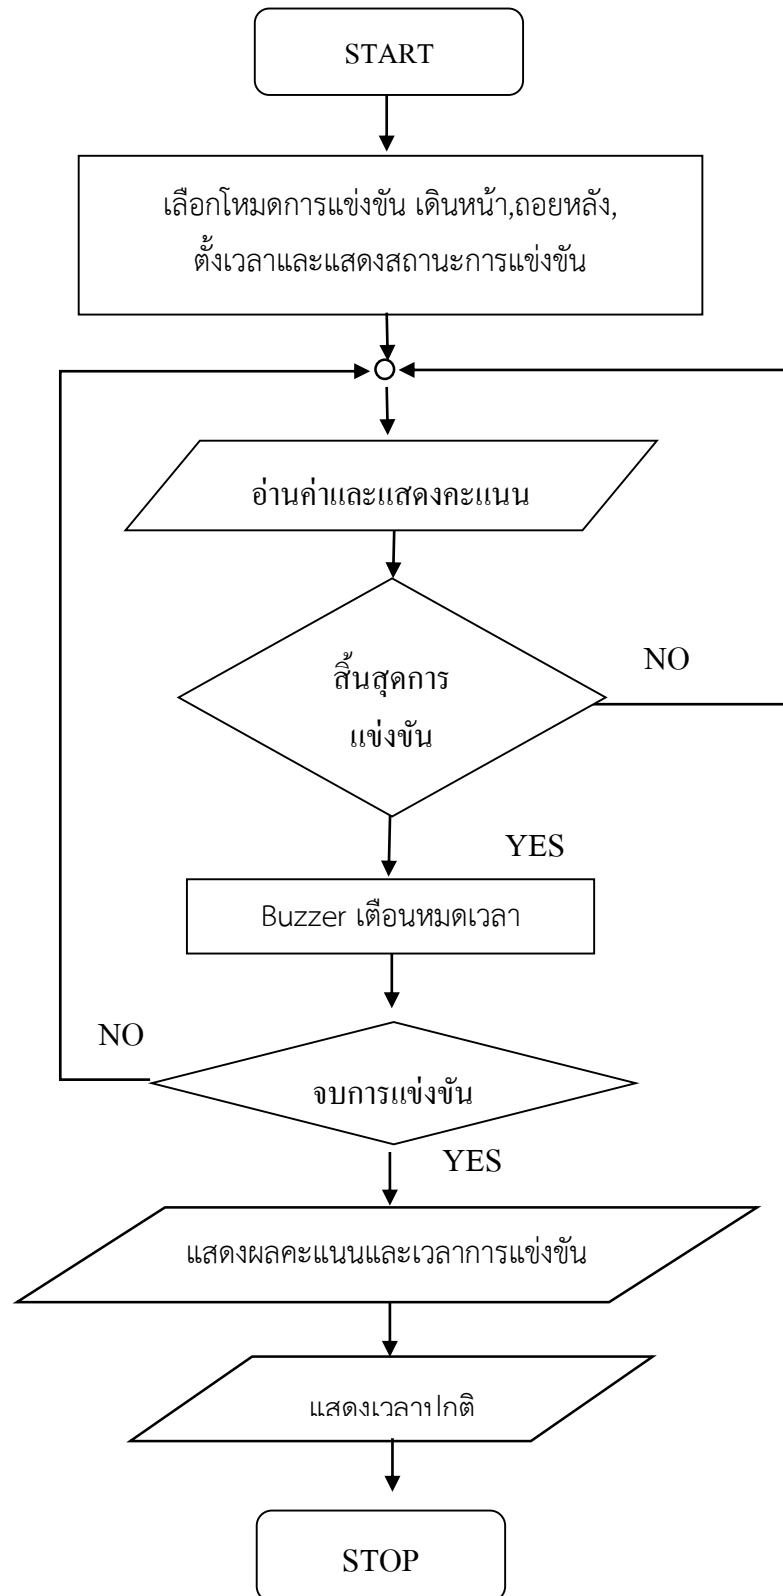 START
เลือกโหมดการแข่งขัน เดินหน้า,ถอยหลัง,
ตั้งเวลาและแสดงสถานะการแข่งขัน
อ่านค่าและแสดงคะแนน
สิ้นสุดการ
แข่งขัน
NO
YES
Buzzer เตือนหมดเวลา
NO
จบการแข่งขัน
YES
แสดงผลคะแนนและเวลาการแข่งขัน
แสดงเวลาปกติ
STOP